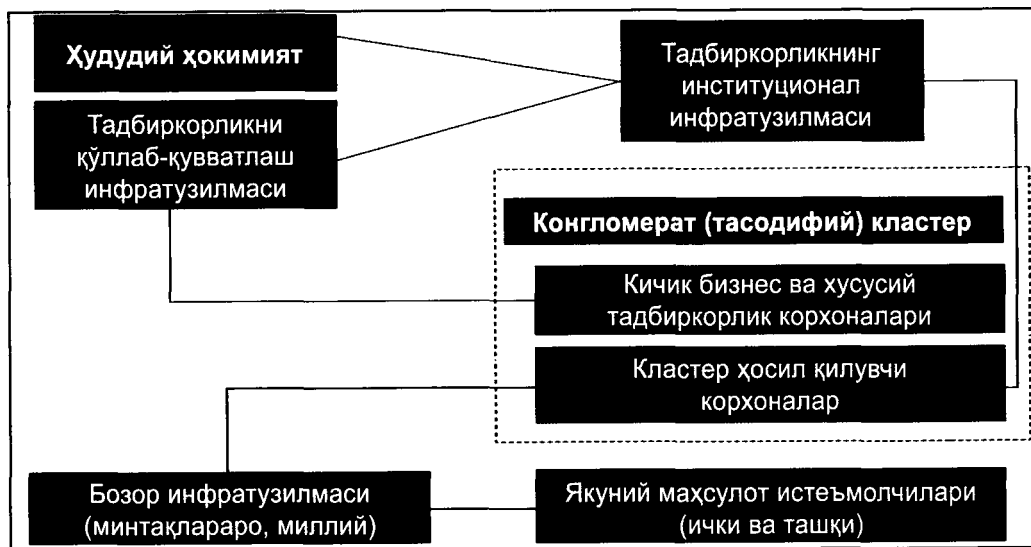 Ҳудудий ҳокимият
Тадбиркорликнинг
институционал
инфратузилмаси
Тадбиркорликни
қўллаб-қувватлаш
инфратузилмаси
Конгломерат (тасодифий) кластер
Кичик бизнес ва хусусий
тадбиркорлик корхоналари
Кластер ҳосил қилувчи
корхоналар
Бозор инфратузилмаси
(минтақлараро, миллий)
Якуний маҳсулот истеъмолчилари
(ички ва ташқи)